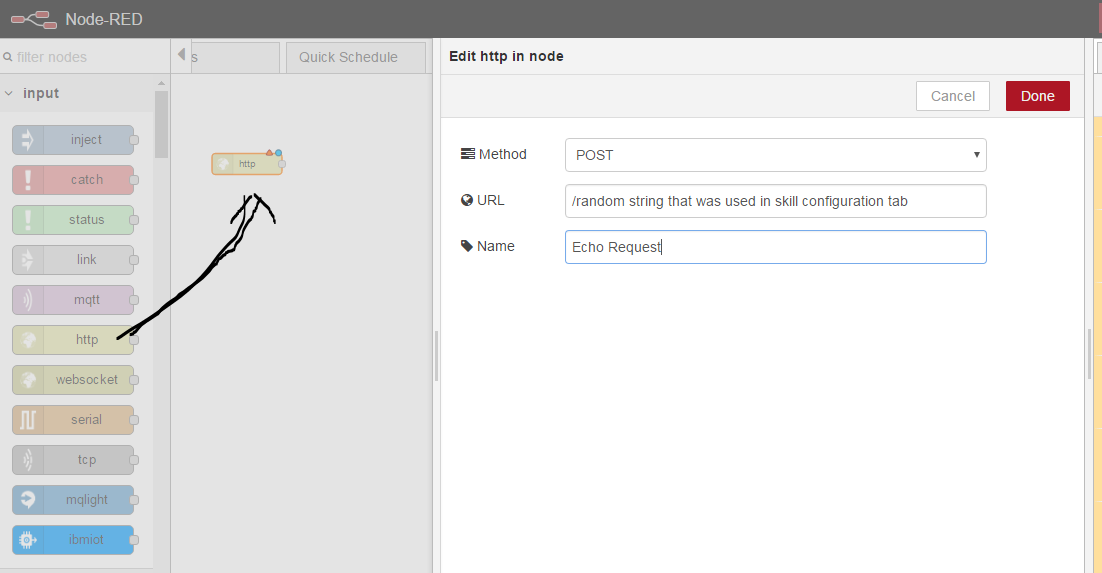 Node-RED
filter nodes
s
Quick Schedule
input
inject
catch
status
link
mqtt
http
websocket
serial
tcp
mqlight
ibmiot
http
Edit http in node
Cancel
Done
Method
POST
URL
/random string that was used in skill configuration tab
Name
Echo Request